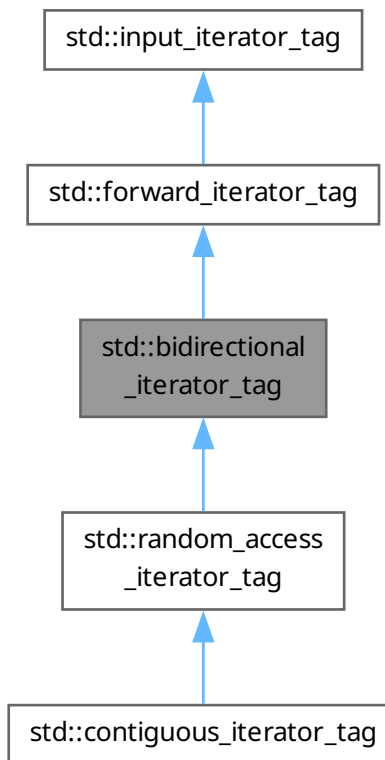 std::input_iterator_tag
std::forward_iterator_tag
std::bidirectional
_iterator_tag
std::random_access
_iterator_tag
std::contiguous_iterator_tag